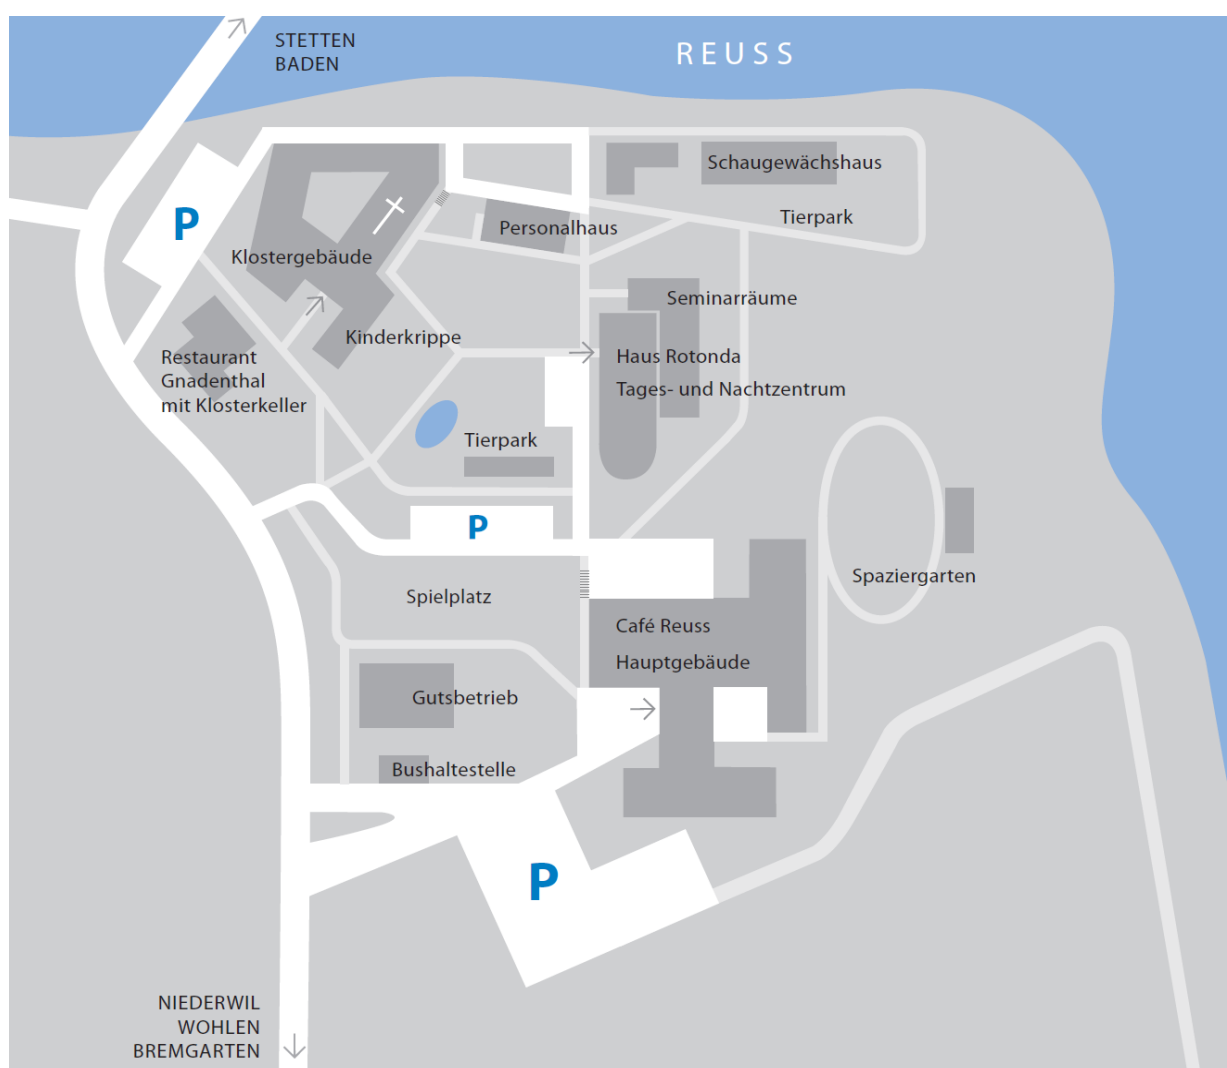 STETTEN
BADEN
REUSS
Schaugewächshaus
P
Tierpark
Personalhaus
Klostergebäude
Seminarräume
Kinderkrippe
Restaurant
Gnadenthal
mit Klosterkeller
Haus Rotonda
Tages- und Nachtzentrum
Tierpark
P
Spaziergarten
Spielplatz
Café Reuss
Hauptgebäude
Gutsbetrieb
Bushaltestelle
P
NIEDERWIL
WOHLEN
BREMGARTEN